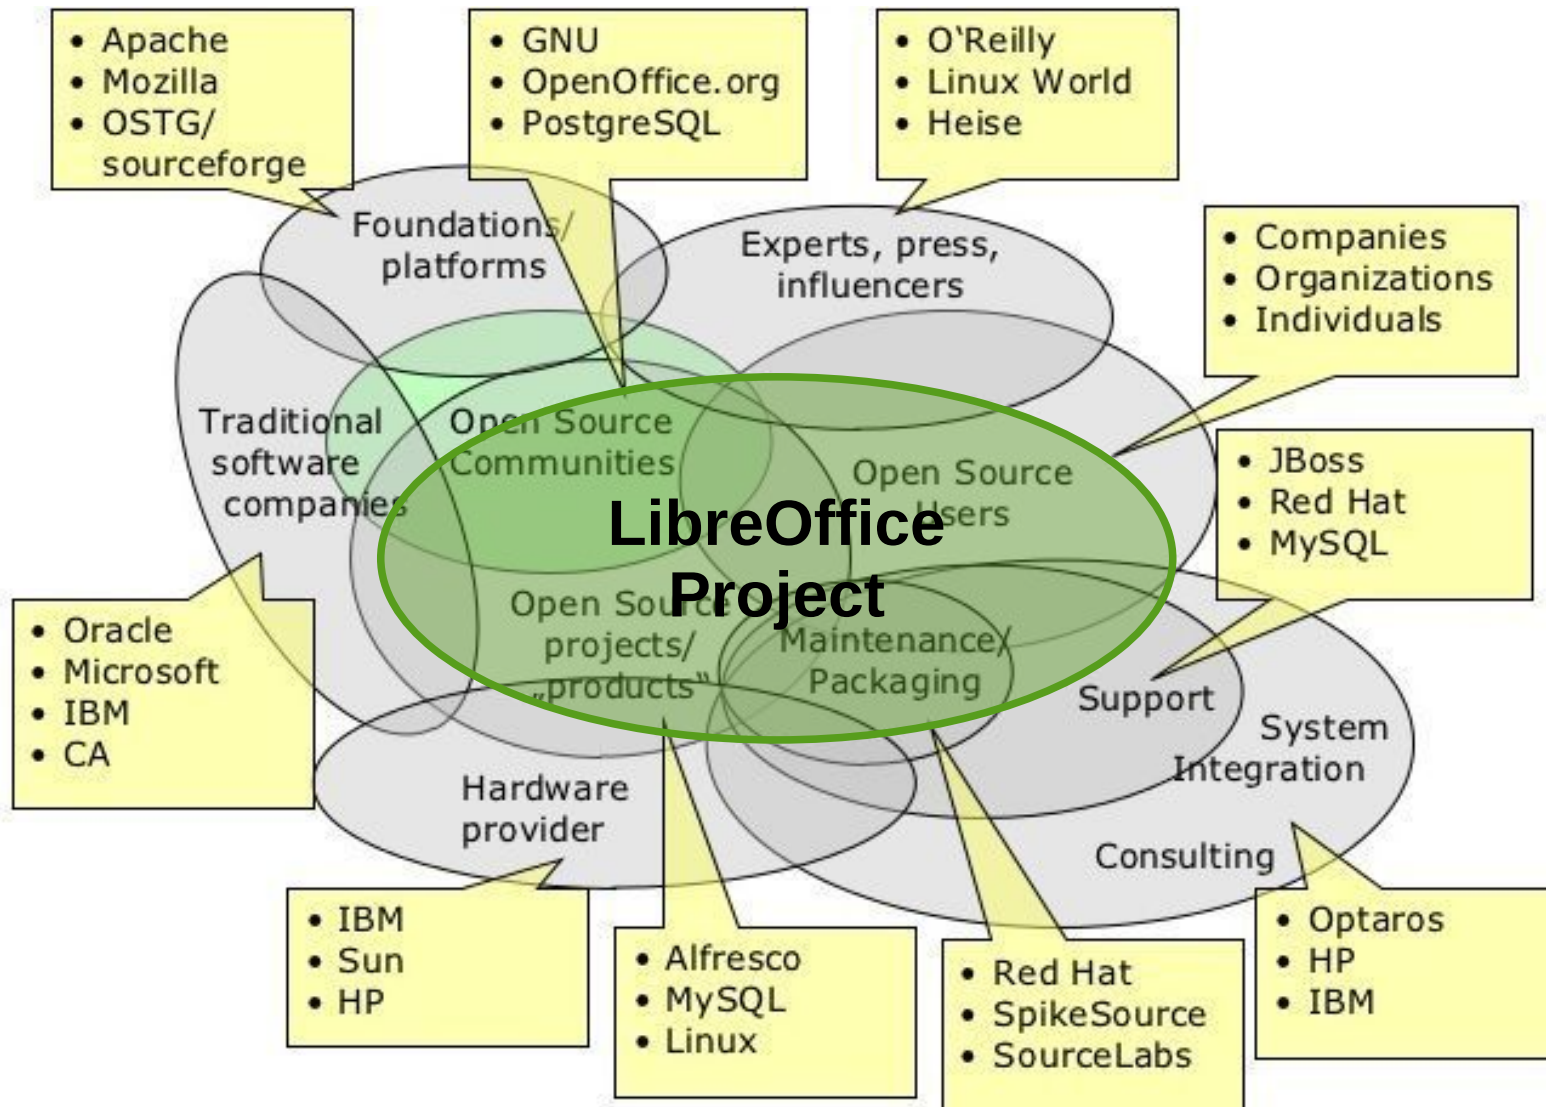 • Apache
• Mozilla
• OSTG/
sourceforge
• GNU
• OpenOffice.org
• PostgreSQL
• O‘Reilly
• Linux World
• Heise
Foundations/
platforms
Experts, press,
influencers
• Companies
• Organizations
• Individuals
Traditional
software
companies
Open Source
Communities
Open Source
Users
• JBoss
• Red Hat
• MySQL
LibreOffice
Project
Open Source
projects/
„products“
Maintenance/
Packaging
Support
System
Integration
Consulting
• Oracle
• Microsoft
• IBM
• CA
Hardware
provider
• IBM
• Sun
• HP
• Alfresco
• MySQL
• Linux
• Red Hat
• SpikeSource
• SourceLabs
• Optaros
• HP
• IBM